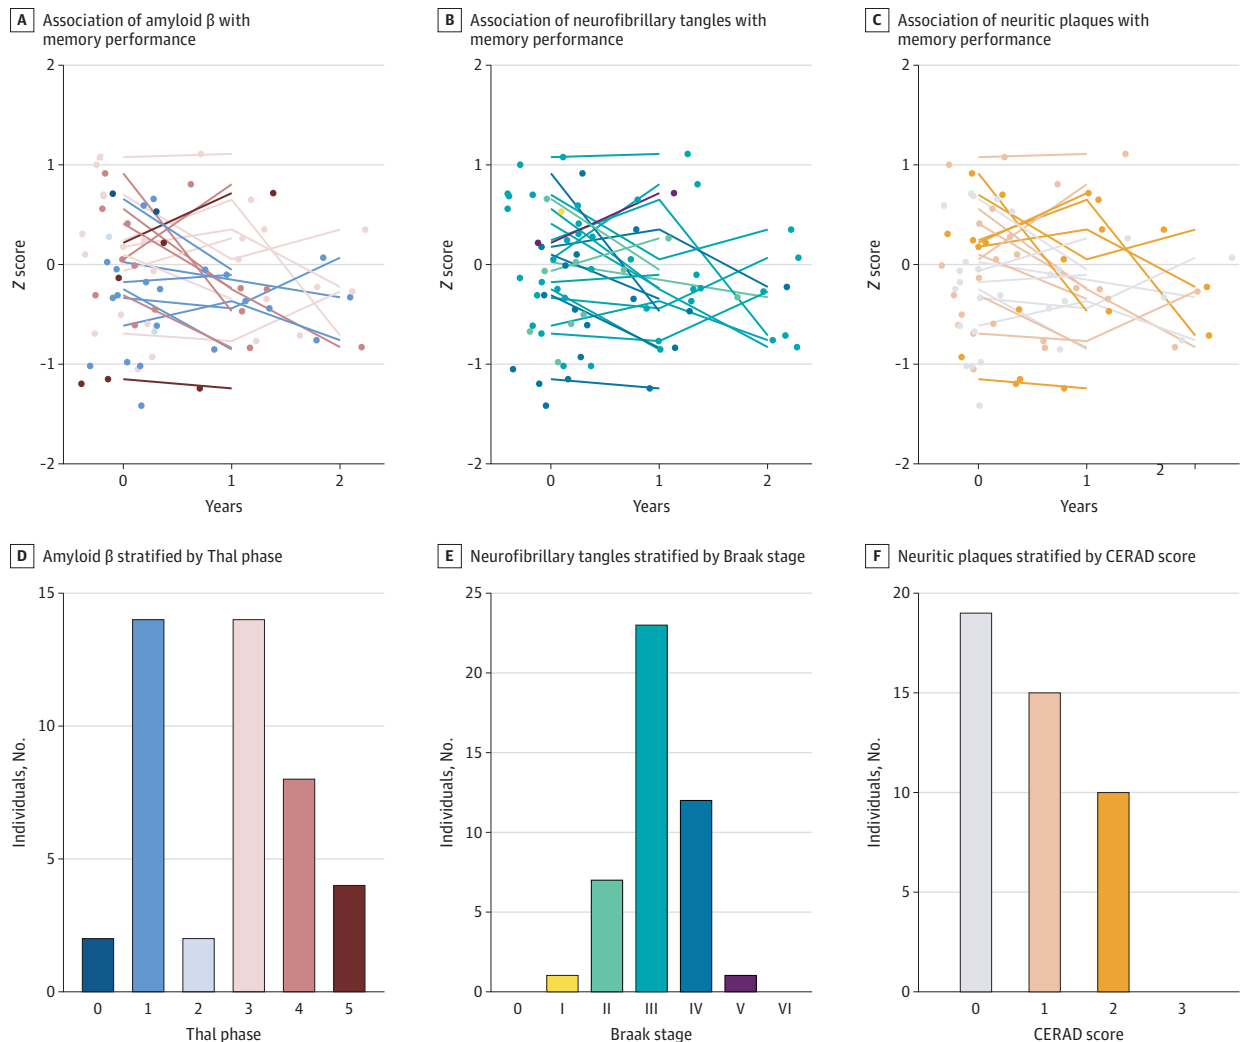 A Association of amyloid β with
memory performance
2
1
0
-1
-2
Z score
0 1 2
Years
B Association of neurofibrillary tangles with
memory performance
2
1
0
-1
-2
Z score
0 1 2
Years
C Association of neuritic plaques with
memory performance
2
1
0
-1
-2
Z score
0 1 2
Years
D Amyloid β stratified by Thal phase
15
10
5
0
Individuals, No.
0 1 2 3 4 5
Thal phase
E Neurofibrillary tangles stratified by Braak stage
25
20
15
10
5
0
Individuals, No.
0 I II III IV V VI
Braak stage
F Neuritic plaques stratified by CERAD score
20
15
10
5
0
Individuals, No.
0 1 2 3
CERAD score